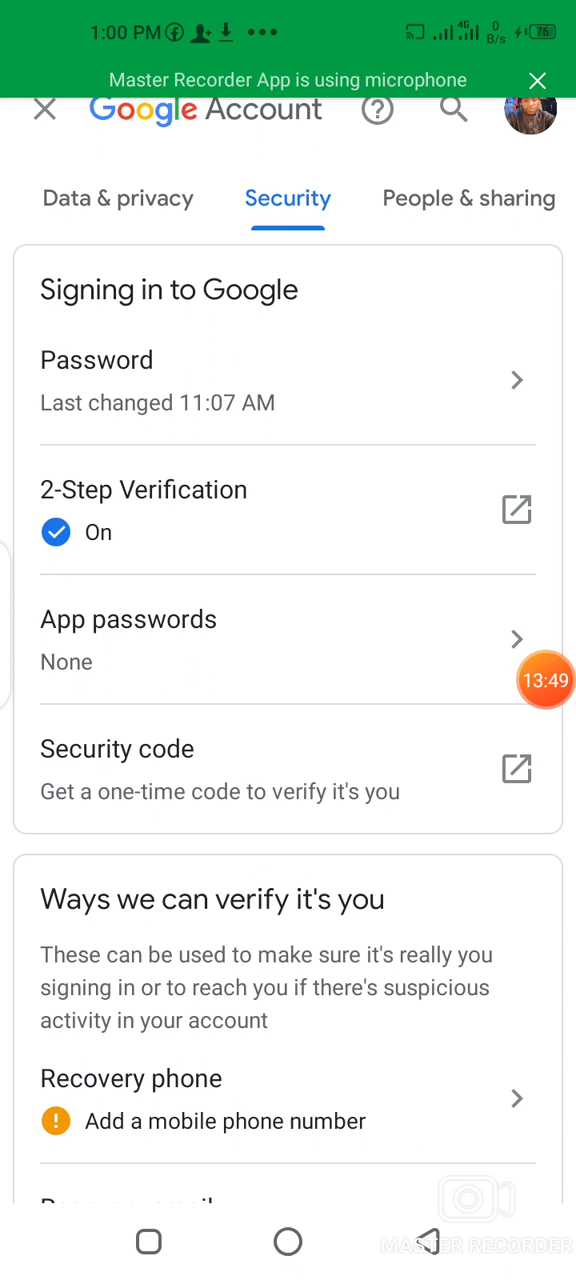 1:00 PM 4G 0 B/s 76
Master Recorder App is using microphone
Google Account
Data & privacy Security People & sharing
Signing in to Google
Password
Last changed 11:07 AM
2-Step Verification
On
App passwords
None
13:49
Security code
Get a one-time code to verify it's you
Ways we can verify it's you
These can be used to make sure it's really you
signing in or to reach you if there's suspicious
activity in your account
Recovery phone
Add a mobile phone number
MASTER RECORDER